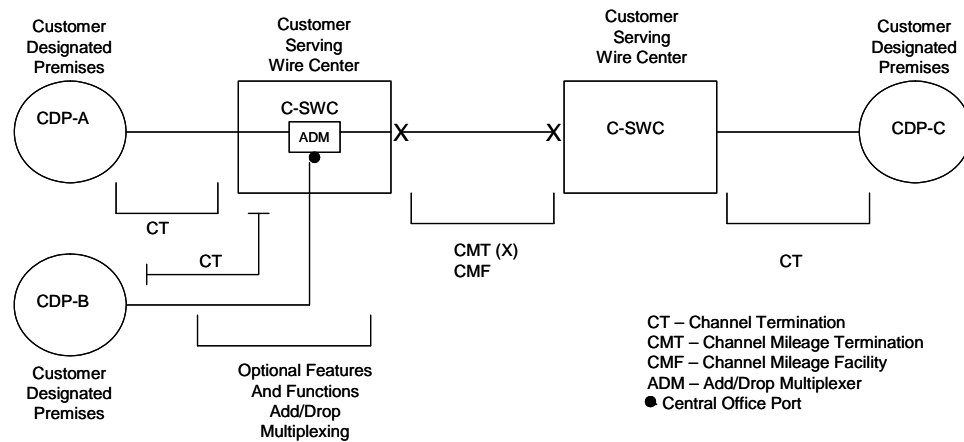 Customer
Designated
Premises
Customer
Serving
Wire Center
Customer
Serving
Wire Center
Customer
Designated
Premises
CDP-A
C-SWC
ADM
X
X
C-SWC
CDP-C
CT
CT
CMT (X)
CMF
CT
CDP-B
Customer
Designated
Premises
Optional Features
And Functions
Add/Drop
Multiplexing
CT – Channel Termination
CMT – Channel Mileage Termination
CMF – Channel Mileage Facility
ADM – Add/Drop Multiplexer
Central Office Port